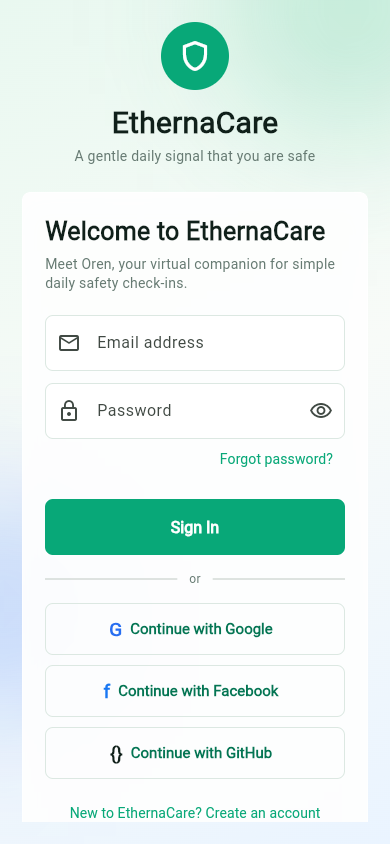 EthernaCare
A gentle daily signal that you are safe
Welcome to EthernaCare
Meet Oren, your virtual companion for simple
daily safety check-ins.
Email address
Password
Forgot password?
Sign In
or
G Continue with Google
f Continue with Facebook
{} Continue with GitHub
New to EthernaCare? Create an account